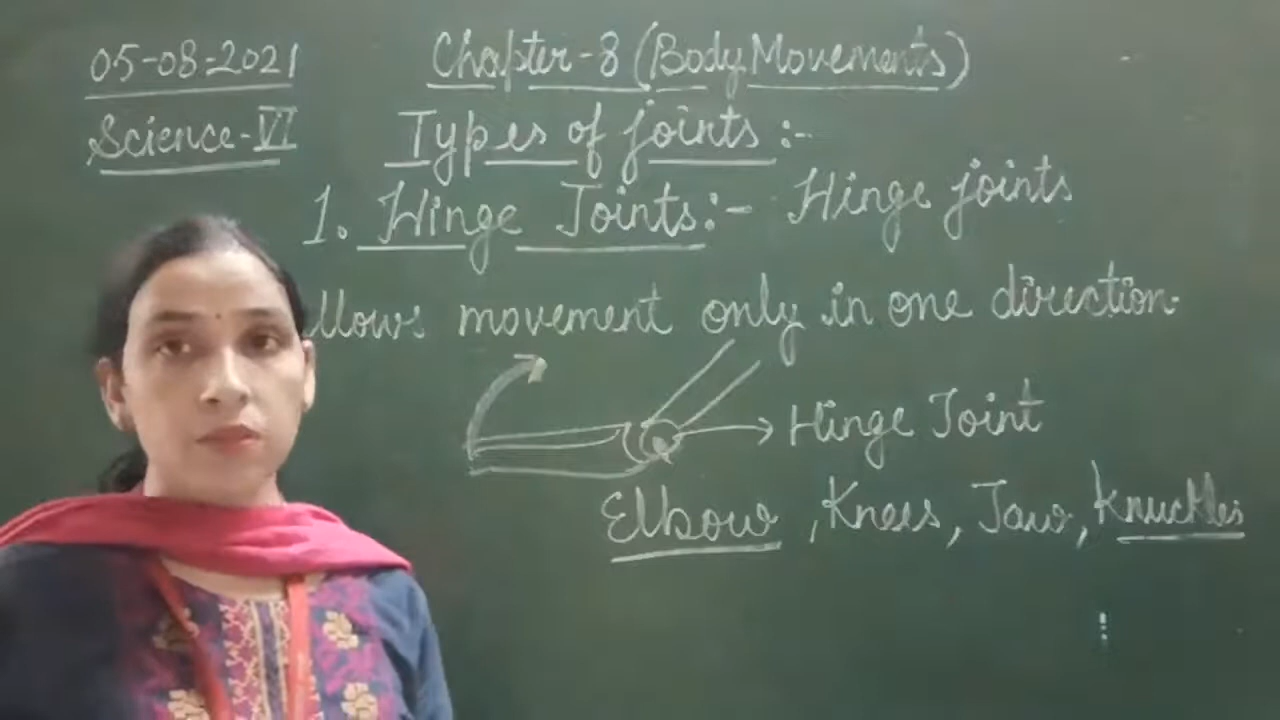 05-08-2021
Chapter-8 (Body Movements)
Science-VI
Types of joints :-
1. Hinge Joints:- Hinge joints
llows movement only in one direction.
Hinge Joint
Elbow, Knees, Jaw, Knuckles